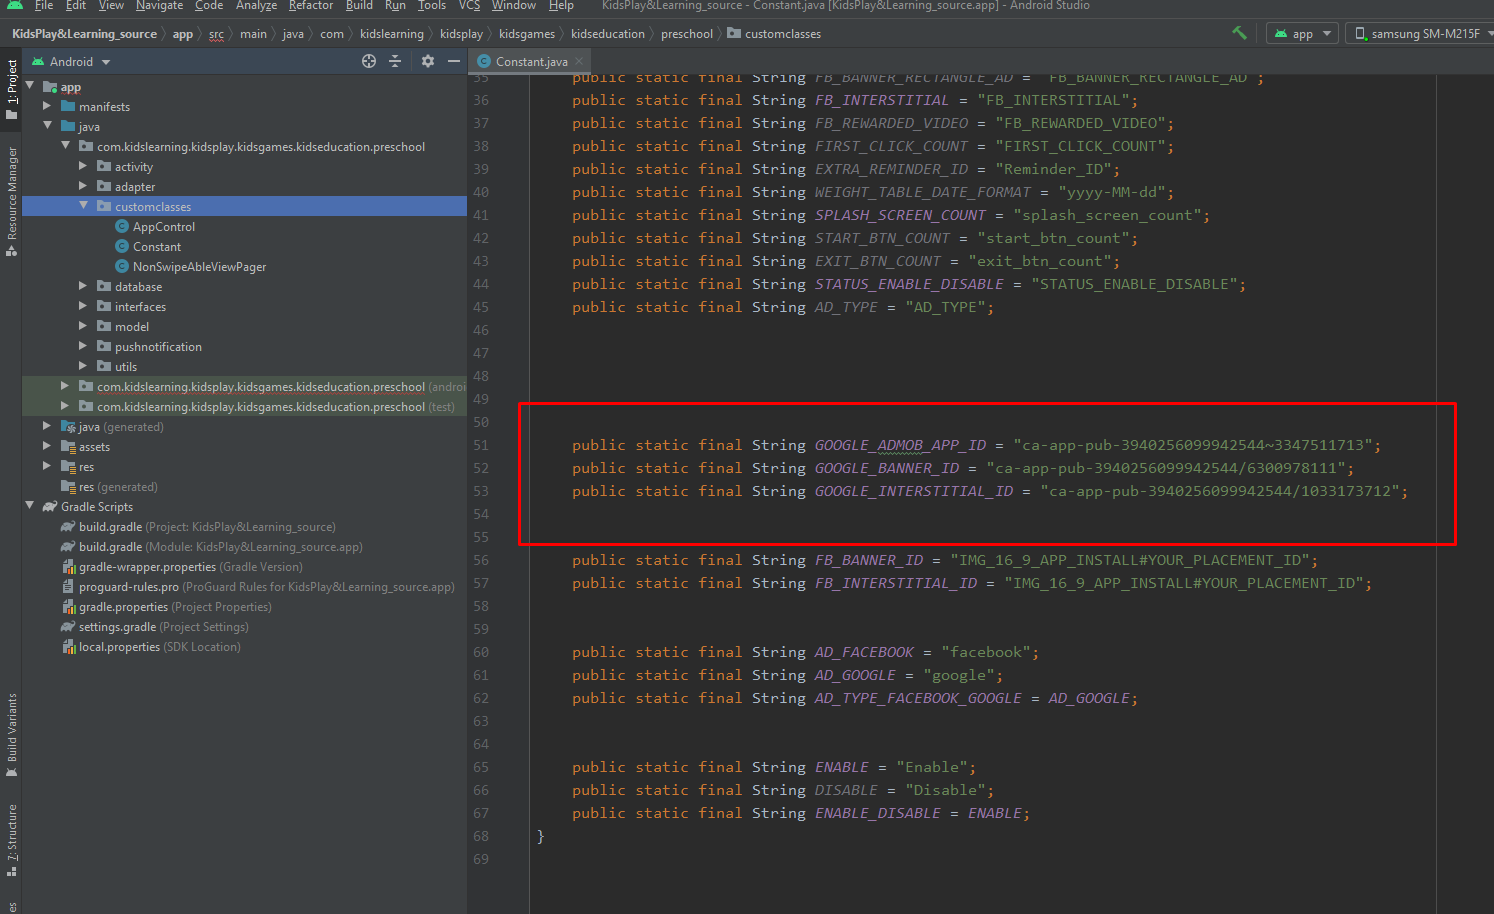 File Edit View Navigate Code Analyze Refactor Build Run Tools VCS Window Help KidsPlay&Learning_source - Constant.java [KidsPlay&Learning_source.app] - Android Studio
KidsPlay&Learning_source app src main java com kidslearning kidsplay kidsgames kidseducation preschool customclasses app samsung SM-M215F
1: Project
Resource Manager
Build Variants
7: Structure
Android
app
manifests
java
com.kidslearning.kidsplay.kidsgames.kidseducation.preschool
activity
adapter
customclasses
AppControl
Constant
NonSwipeAbleViewPager
database
interfaces
model
pushnotification
utils
com.kidslearning.kidsplay.kidsgames.kidseducation.preschool (androi
com.kidslearning.kidsplay.kidsgames.kidseducation.preschool (test)
java (generated)
assets
res
res (generated)
Gradle Scripts
build.gradle (Project: KidsPlay&Learning_source)
build.gradle (Module: KidsPlay&Learning_source.app)
gradle-wrapper.properties (Gradle Version)
proguard-rules.pro (ProGuard Rules for KidsPlay&Learning_source.app)
gradle.properties (Project Properties)
settings.gradle (Project Settings)
local.properties (SDK Location)
Constant.java
35 public static final String FB_BANNER_RECTANGLE_AD = "FB_BANNER_RECTANGLE_AD";
36 public static final String FB_INTERSTITIAL = "FB_INTERSTITIAL";
37 public static final String FB_REWARDED_VIDEO = "FB_REWARDED_VIDEO";
38 public static final String FIRST_CLICK_COUNT = "FIRST_CLICK_COUNT";
39 public static final String EXTRA_REMINDER_ID = "Reminder_ID";
40 public static final String WEIGHT_TABLE_DATE_FORMAT = "yyyy-MM-dd";
41 public static final String SPLASH_SCREEN_COUNT = "splash_screen_count";
42 public static final String START_BTN_COUNT = "start_btn_count";
43 public static final String EXIT_BTN_COUNT = "exit_btn_count";
44 public static final String STATUS_ENABLE_DISABLE = "STATUS_ENABLE_DISABLE";
45 public static final String AD_TYPE = "AD_TYPE";
46
47
48
49
50
51 public static final String GOOGLE_ADMOB_APP_ID = "ca-app-pub-3940256099942544~3347511713";
52 public static final String GOOGLE_BANNER_ID = "ca-app-pub-3940256099942544/6300978111";
53 public static final String GOOGLE_INTERSTITIAL_ID = "ca-app-pub-3940256099942544/1033173712";
54
55
56 public static final String FB_BANNER_ID = "IMG_16_9_APP_INSTALL#YOUR_PLACEMENT_ID";
57 public static final String FB_INTERSTITIAL_ID = "IMG_16_9_APP_INSTALL#YOUR_PLACEMENT_ID";
58
59
60 public static final String AD_FACEBOOK = "facebook";
61 public static final String AD_GOOGLE = "google";
62 public static final String AD_TYPE_FACEBOOK_GOOGLE = AD_GOOGLE;
63
64
65 public static final String ENABLE = "Enable";
66 public static final String DISABLE = "Disable";
67 public static final String ENABLE_DISABLE = ENABLE;
68 }
69